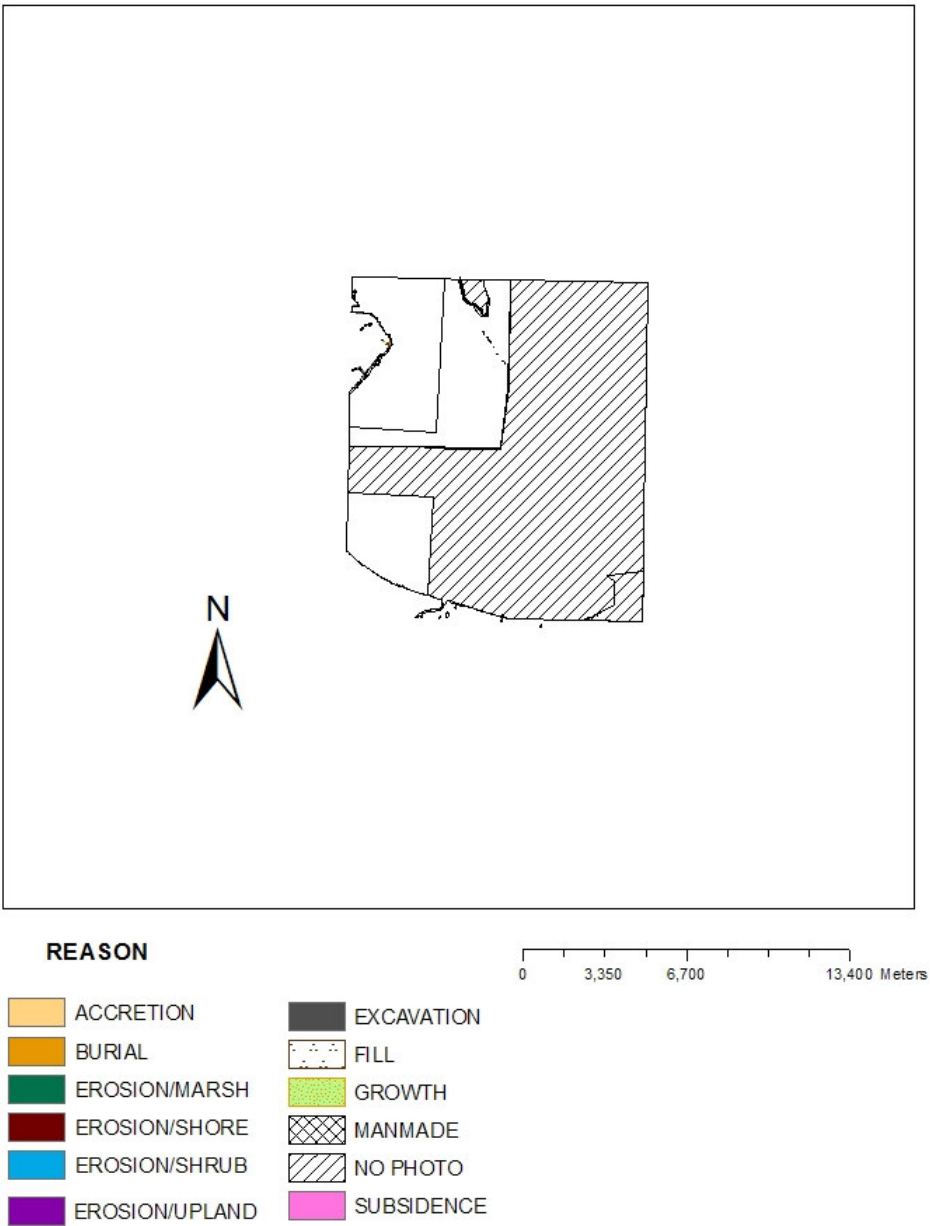 N
REASON
0 3,350 6,700 13,400 Meters
ACCRETION
BURIAL
EROSION/MARSH
EROSION/SHORE
EROSION/SHRUB
EROSION/UPLAND
EXCAVATION
FILL
GROWTH
MANMADE
NO PHOTO
SUBSIDENCE